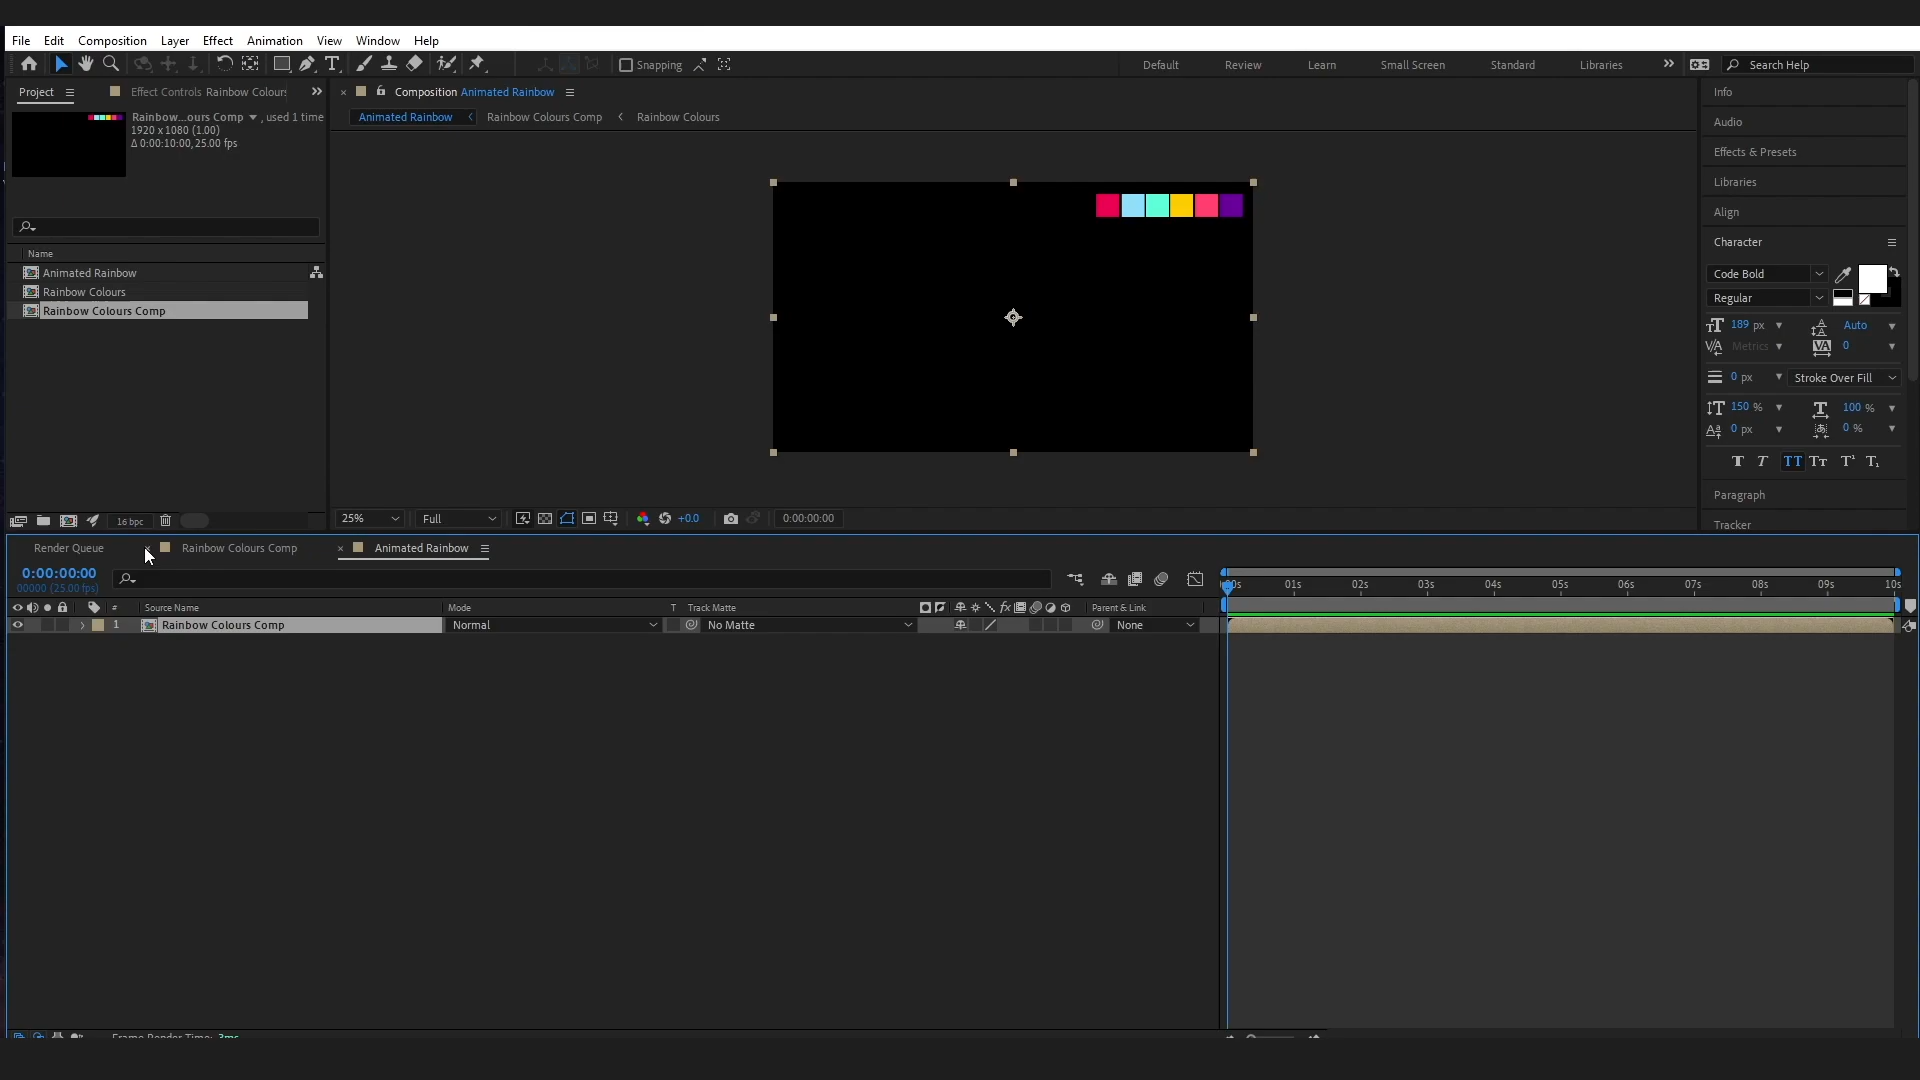 File Edit Composition Layer Effect Animation View Window Help
Snapping Default Review Learn Small Screen Standard Libraries Search Help
Project Effect Controls Rainbow Colours
Composition Animated Rainbow
Info
Rainbow...ours Comp , used 1 time
1920 x 1080 (1.00)
Δ 0:00:10:00, 25.00 fps
Animated Rainbow Rainbow Colours Comp Rainbow Colours
Audio
Effects & Presets
Libraries
Align
Character
Name
Animated Rainbow
Rainbow Colours
Rainbow Colours Comp
Code Bold
Regular
189 px Auto
Metrics 0
0 px Stroke Over Fill
150 % 100 %
0 px 0 %
Paragraph
Tracker
16 bpc
25% Full +0.0 0:00:00:00
Render Queue Rainbow Colours Comp Animated Rainbow
0:00:00:00
00000 (25.00 fps)
01s 02s 03s 04s 05s 06s 07s 08s 09s 10s
# Source Name Mode T Track Matte fx Parent & Link
1 Rainbow Colours Comp Normal No Matte None
Frame Render Time: 3ms